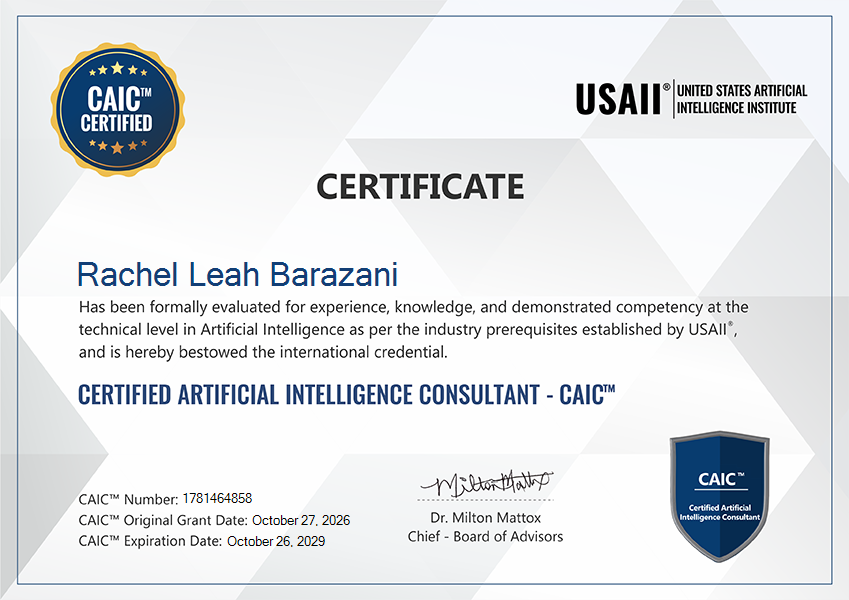 CAIC™
CERTIFIED
USAII® UNITED STATES ARTIFICIAL
INTELLIGENCE INSTITUTE
CERTIFICATE
Rachel Leah Barazani
Has been formally evaluated for experience, knowledge, and demonstrated competency at the
technical level in Artificial Intelligence as per the industry prerequisites established by USAII®,
and is hereby bestowed the international credential.
CERTIFIED ARTIFICIAL INTELLIGENCE CONSULTANT - CAIC™
CAIC™ Number: 1781464858
CAIC™ Original Grant Date: October 27, 2026
CAIC™ Expiration Date: October 26, 2029
Milton Mattox
Dr. Milton Mattox
Chief - Board of Advisors
CAIC™
Certified Artificial
Intelligence Consultant